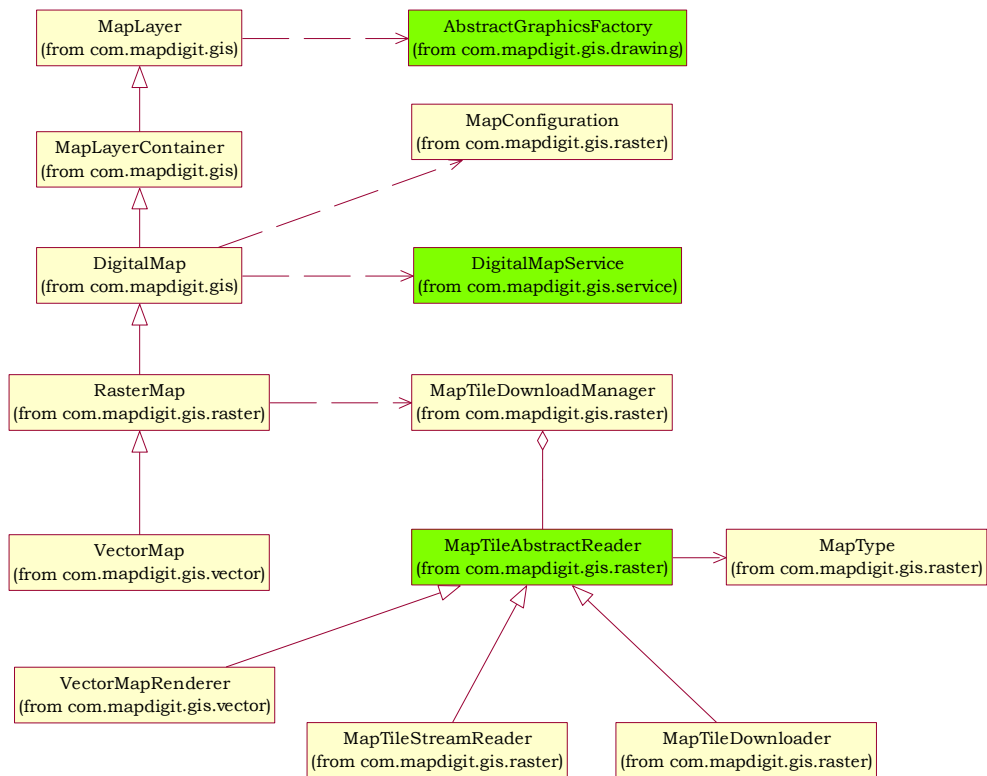 MapLayer
(from com.mapdigit.gis)
AbstractGraphicsFactory
(from com.mapdigit.gis.drawing)
MapConfiguration
(from com.mapdigit.gis.raster)
MapLayerContainer
(from com.mapdigit.gis)
DigitalMap
(from com.mapdigit.gis)
DigitalMapService
(from com.mapdigit.gis.service)
RasterMap
(from com.mapdigit.gis.raster)
MapTileDownloadManager
(from com.mapdigit.gis.raster)
VectorMap
(from com.mapdigit.gis.vector)
MapTileAbstractReader
(from com.mapdigit.gis.raster)
MapType
(from com.mapdigit.gis.raster)
VectorMapRenderer
(from com.mapdigit.gis.vector)
MapTileStreamReader
(from com.mapdigit.gis.raster)
MapTileDownloader
(from com.mapdigit.gis.raster)